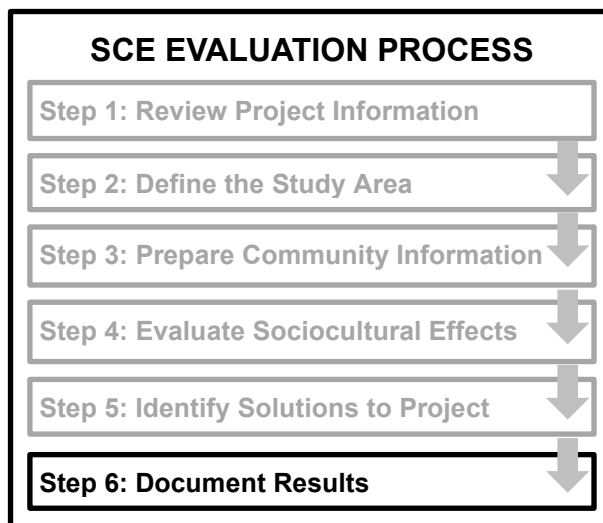 SCE EVALUATION PROCESS
Step 1: Review Project Information
Step 2: Define the Study Area
Step 3: Prepare Community Information
Step 4: Evaluate Sociocultural Effects
Step 5: Identify Solutions to Project
Step 6: Document Results